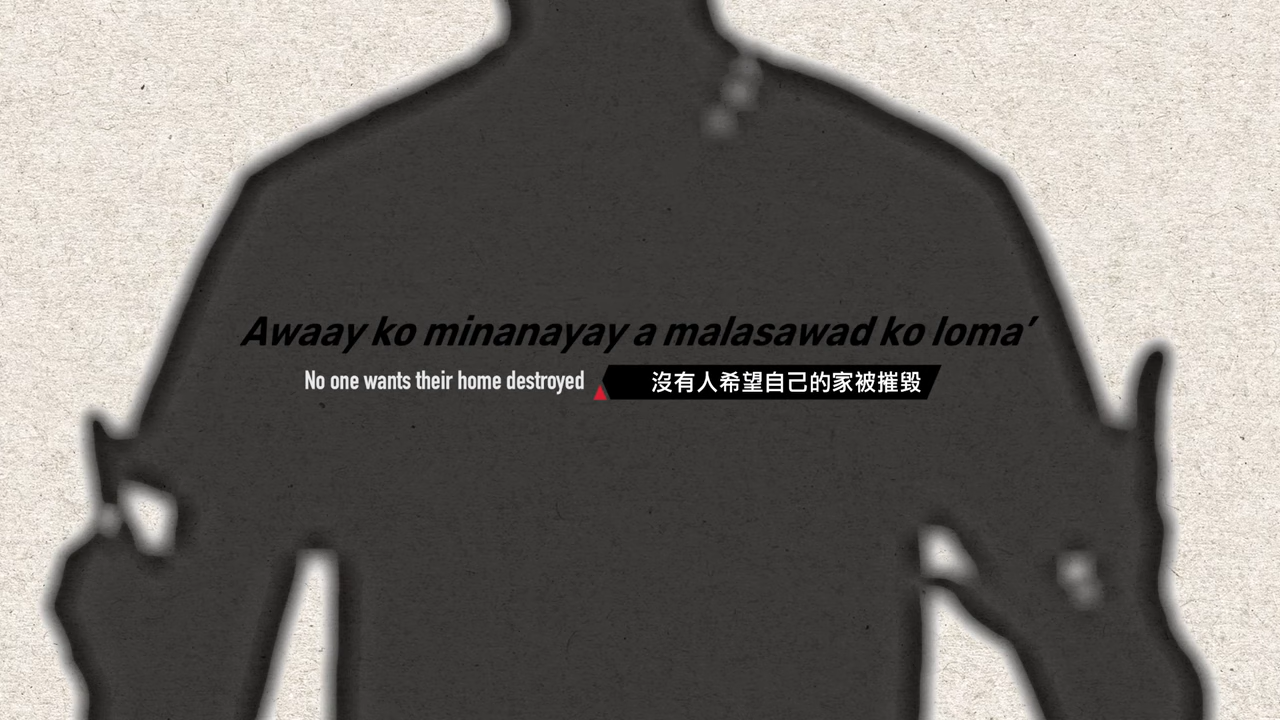 Awaay ko minanayay a malasawad ko loma’
No one wants their home destroyed
沒有人希望自己的家被摧毀